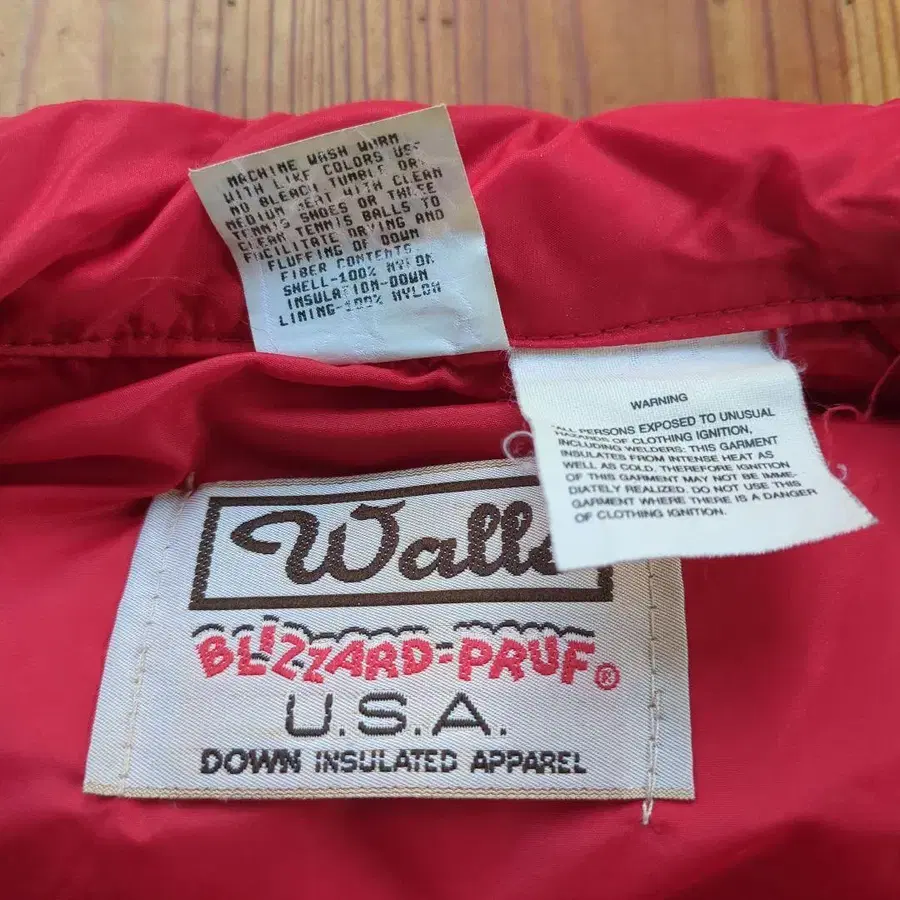 MACHINE WASH WARM
WITH LIKE COLORS USE
NO BLEACH TUMBLE DRY
MEDIUM HEAT WITH CLEAN
TENNIS SHOES OR THREE
CLEAN TENNIS BALLS TO
FACILITATE DRYING AND
FLUFFING OF DOWN
FIBER CONTENTS
SHELL-100% NYLON
INSULATION-DOWN
LINING-100% NYLON
WARNING
ALL PERSONS EXPOSED TO UNUSUAL
HAZARDS OF CLOTHING IGNITION,
INCLUDING WELDERS: THIS GARMENT
INSULATES FROM INTENSE HEAT AS
WELL AS COLD. THEREFORE IGNITION
OF THIS GARMENT MAY NOT BE IMME-
DIATELY REALIZED. DO NOT USE THIS
GARMENT WHERE THERE IS A DANGER
OF CLOTHING IGNITION.
Walls
BLIZZARD-PRUF®
U.S.A.
DOWN INSULATED APPAREL